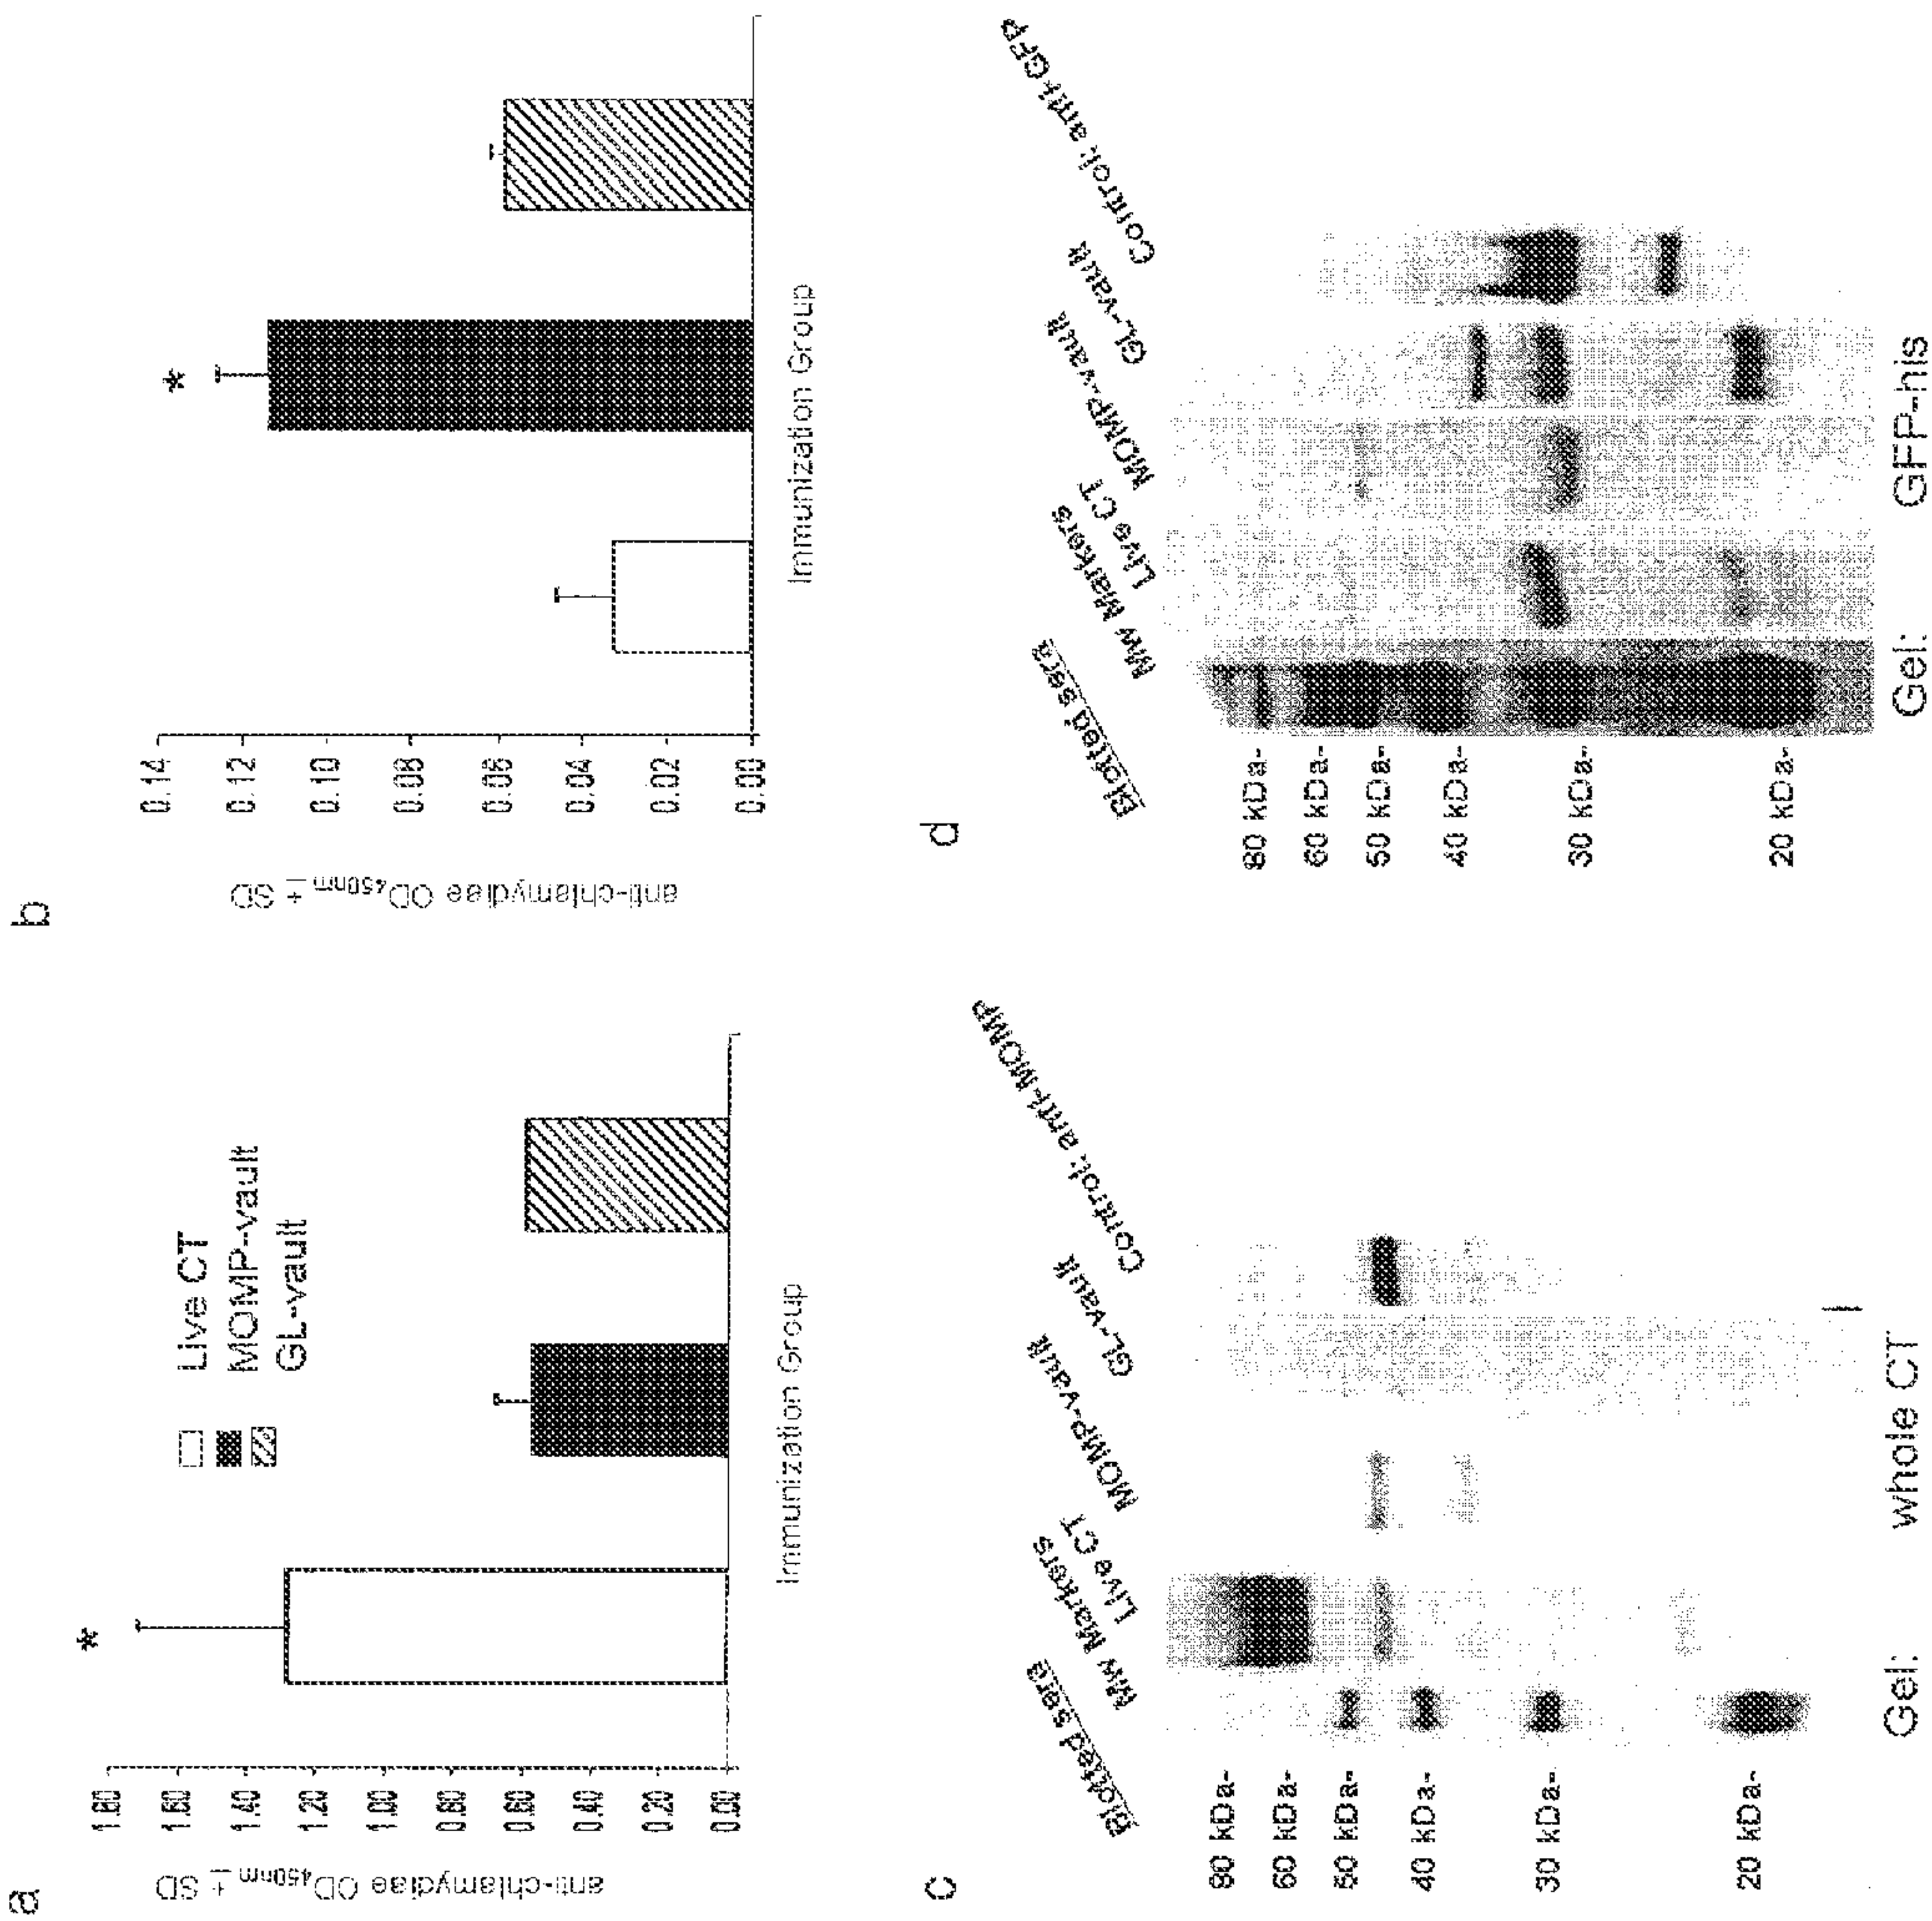 a
anti-chlamydiae OD450nm ± SD
1.80
1.60
1.40
1.20
1.00
0.80
0.60
0.40
0.20
0.00
*
Live CT
MOMP-vault
GL-vault
Immunization Group
b
anti-chlamydiae OD450nm ± SD
0.14
0.12
0.10
0.08
0.06
0.04
0.02
0.00
*
Immunization Group
c
Blotted sera
Mw Markers
Live CT
MOMP-vault
GL-vault
Control: anti-MOMP
80 kDa-
60 kDa-
50 kDa-
40 kDa-
30 kDa-
20 kDa-
Gel: whole CT
d
Blotted sera
Mw Markers
Live CT
MOMP-vault
GL-vault
Control: anti-GFP
80 kDa-
60 kDa-
50 kDa-
40 kDa-
30 kDa-
20 kDa-
Gel: GFP-his